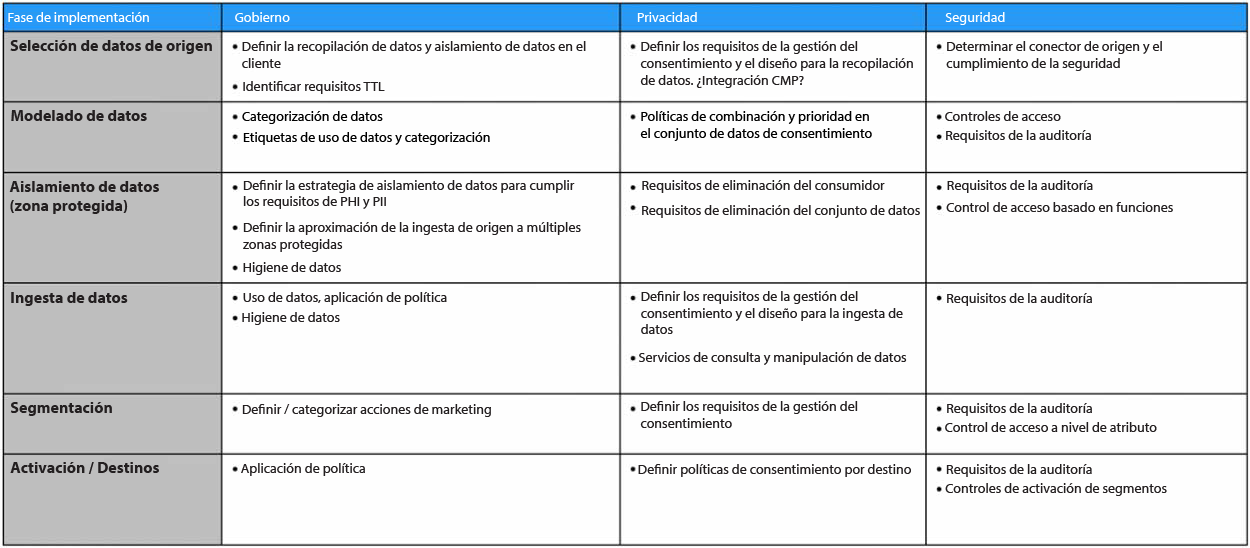 Fase de implementación
Gobierno
Privacidad
Seguridad
Selección de datos de origen
• Definir la recopilación de datos y aislamiento de datos en el
cliente
• Identificar requisitos TTL
• Definir los requisitos de la gestión del
consentimiento y el diseño para la recopilación
de datos. ¿Integración CMP?
• Determinar el conector de origen y el
cumplimiento de la seguridad
Modelado de datos
• Categorización de datos
• Etiquetas de uso de datos y categorización
• Políticas de combinación y prioridad en
el conjunto de datos de consentimiento
• Controles de acceso
• Requisitos de la auditoría
Aislamiento de datos
(zona protegida)
• Definir la estrategia de aislamiento de datos para cumplir
los requisitos de PHI y PII
• Definir la aproximación de la ingesta de origen a múltiples
zonas protegidas
• Higiene de datos
• Requisitos de eliminación del consumidor
• Requisitos de eliminación del conjunto de datos
• Requisitos de la auditoría
• Control de acceso basado en funciones
Ingesta de datos
• Uso de datos, aplicación de política
• Higiene de datos
• Definir los requisitos de la gestión del
consentimiento y el diseño para la ingesta de
datos
• Servicios de consulta y manipulación de datos
• Requisitos de la auditoría
Segmentación
• Definir / categorizar acciones de marketing
• Definir los requisitos de la gestión del
consentimiento
• Requisitos de la auditoría
• Control de acceso a nivel de atributo
Activación / Destinos
• Aplicación de política
• Definir políticas de consentimiento por destino
• Requisitos de la auditoría
• Controles de activación de segmentos